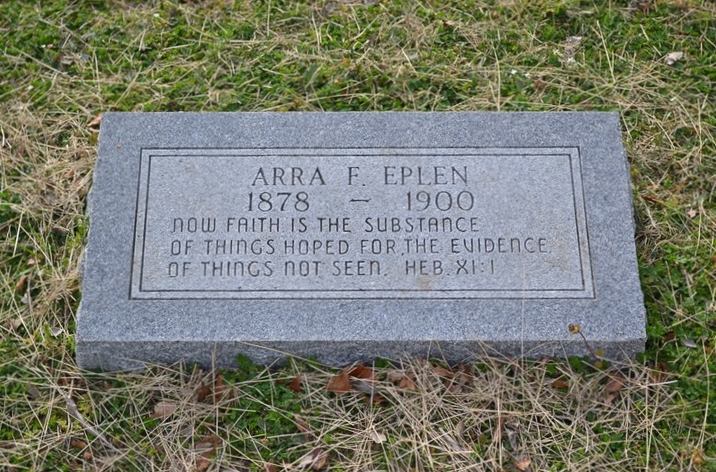 ARRA F. EPLEN
1878 – 1900
NOW FAITH IS THE SUBSTANCE
OF THINGS HOPED FOR, THE EVIDENCE
OF THINGS NOT SEEN. HEB. XI:1